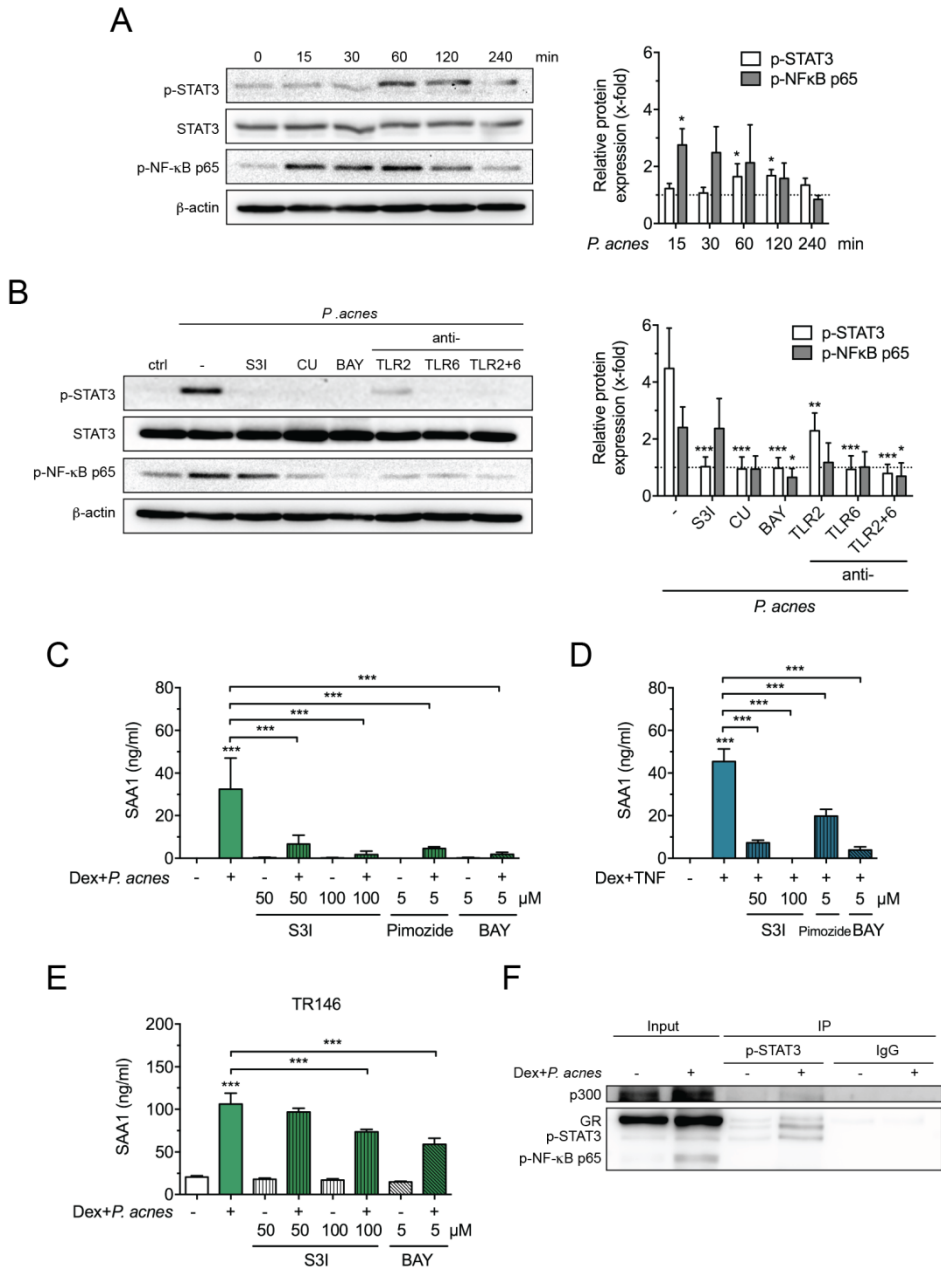 A
0 15 30 60 120 240 min
p-STAT3
STAT3
p-NF-κB p65
β-actin
Relative protein
expression (x-fold)
6
4
2
0
p-STAT3
p-NFκB p65
* * *
P. acnes 15 30 60 120 240 min
B
P .acnes
anti-
ctrl - S3I CU BAY TLR2 TLR6 TLR2+6
p-STAT3
STAT3
p-NF-κB p65
β-actin
Relative protein
expression (x-fold)
6
4
2
0
p-STAT3
p-NFκB p65
*** *** *** * ** *** *** *
- S3I CU BAY TLR2 TLR6 TLR2+6
anti-
P. acnes
C
SAA1 (ng/ml)
80
60
40
20
0
***
***
***
***
***
Dex+P. acnes - + - + - + - + - +
50 50 100 100 5 5 5 5 µM
S3I Pimozide BAY
D
SAA1 (ng/ml)
80
60
40
20
0
***
***
***
***
***
Dex+TNF - + + + + +
50 100 5 5 µM
S3I Pimozide BAY
E
TR146
SAA1 (ng/ml)
200
150
100
50
0
***
***
***
Dex+P. acnes - + - + - + - +
50 50 100 100 5 5 µM
S3I BAY
F
Input IP
p-STAT3 IgG
Dex+P. acnes - + - + - +
p300
GR
p-STAT3
p-NF-κB p65